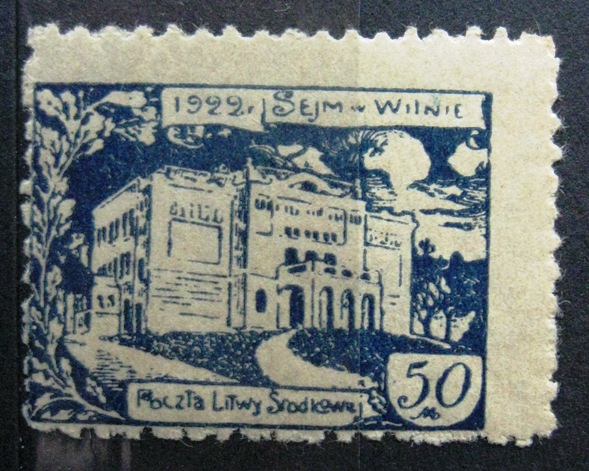 1922 r. SEJM w WILNIE
POCZTA LITWY ŚRODKOWEJ
50
M